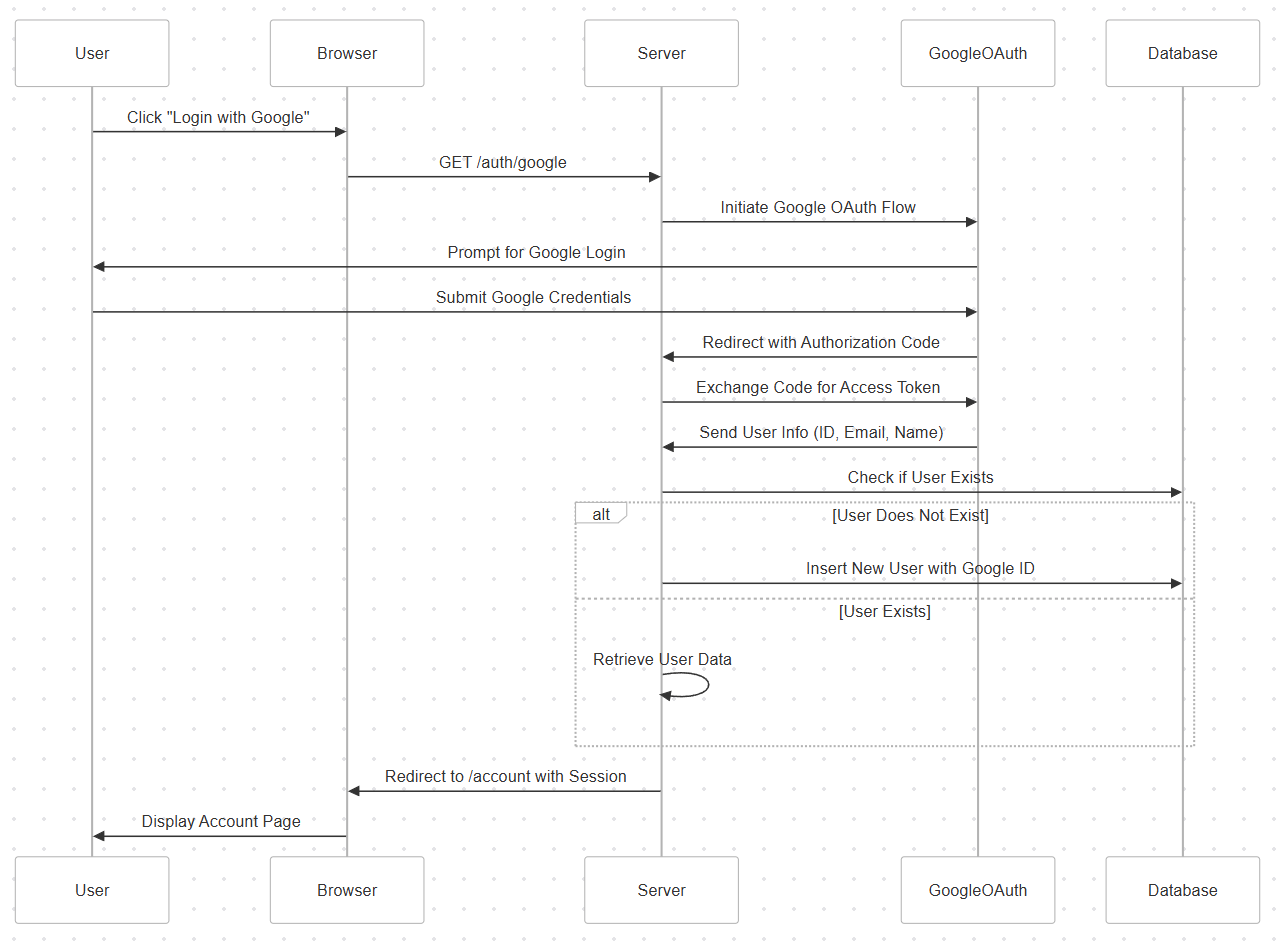 User
Browser
Server
GoogleOAuth
Database
Click "Login with Google"
GET /auth/google
Initiate Google OAuth Flow
Prompt for Google Login
Submit Google Credentials
Redirect with Authorization Code
Exchange Code for Access Token
Send User Info (ID, Email, Name)
Check if User Exists
alt
[User Does Not Exist]
Insert New User with Google ID
[User Exists]
Retrieve User Data
Redirect to /account with Session
Display Account Page
User
Browser
Server
GoogleOAuth
Database